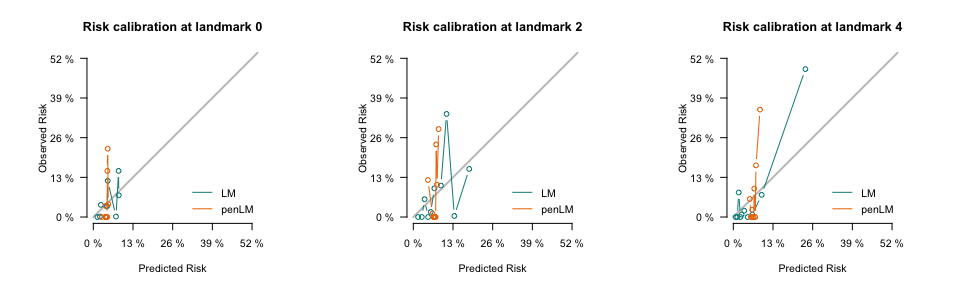 Risk calibration at landmark 0
52 %
39 %
26 %
13 %
0 %
Observed Risk
LM
penLM
0 % 13 % 26 % 39 % 52 %
Predicted Risk
Risk calibration at landmark 2
52 %
39 %
26 %
13 %
0 %
Observed Risk
LM
penLM
0 % 13 % 26 % 39 % 52 %
Predicted Risk
Risk calibration at landmark 4
52 %
39 %
26 %
13 %
0 %
Observed Risk
LM
penLM
0 % 13 % 26 % 39 % 52 %
Predicted Risk